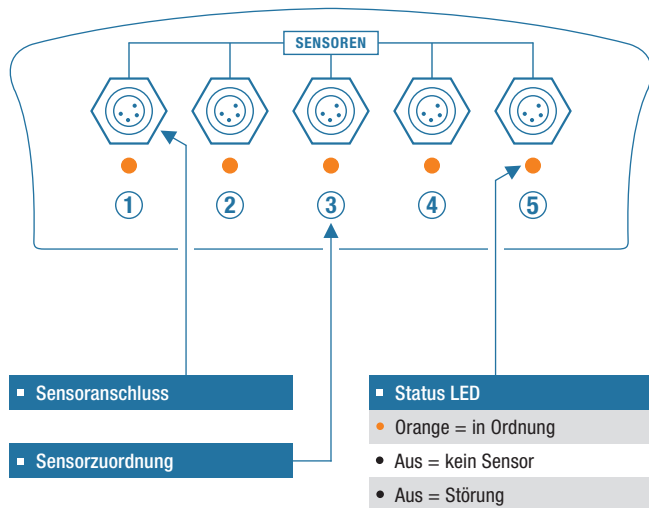 SENSOREN
1 2 3 4 5
Sensoranschluss
Sensorzuordnung
Status LED
Orange = in Ordnung
Aus = kein Sensor
Aus = Störung